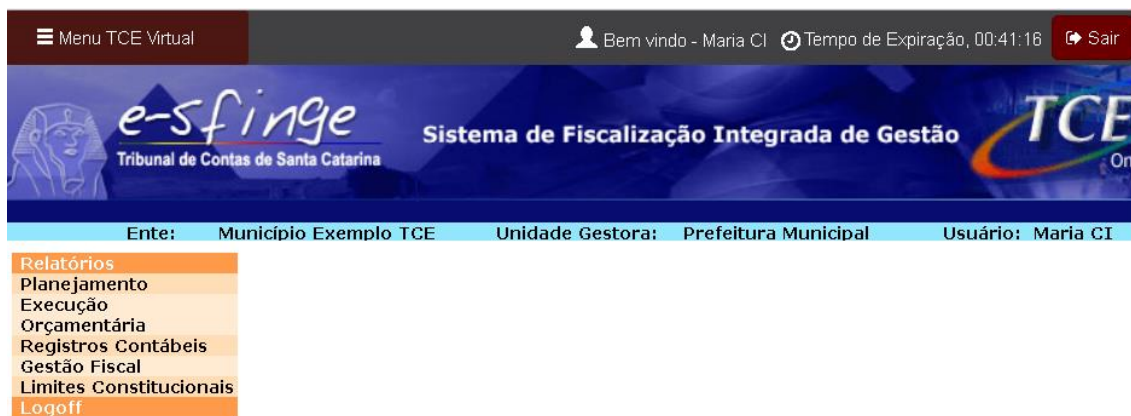 Menu TCE Virtual
Bem vindo - Maria CI Tempo de Expiração, 00:41:16 Sair
e-sfinge
Tribunal de Contas de Santa Catarina
Sistema de Fiscalização Integrada de Gestão
TCE
On
Ente: Município Exemplo TCE Unidade Gestora: Prefeitura Municipal Usuário: Maria CI
Relatórios
Planejamento
Execução
Orçamentária
Registros Contábeis
Gestão Fiscal
Limites Constitucionais
Logoff